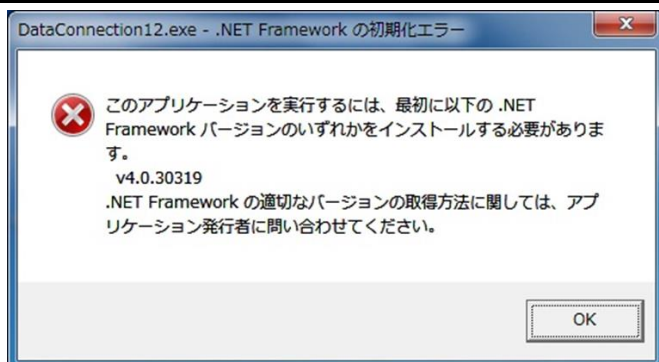 DataConnection12.exe - .NET Framework の初期化エラー
このアプリケーションを実行するには、最初に以下の .NET
Framework バージョンのいずれかをインストールする必要がありま
す。
v4.0.30319
.NET Framework の適切なバージョンの取得方法に関しては、アプ
リケーション発行者に問い合わせてください。
OK